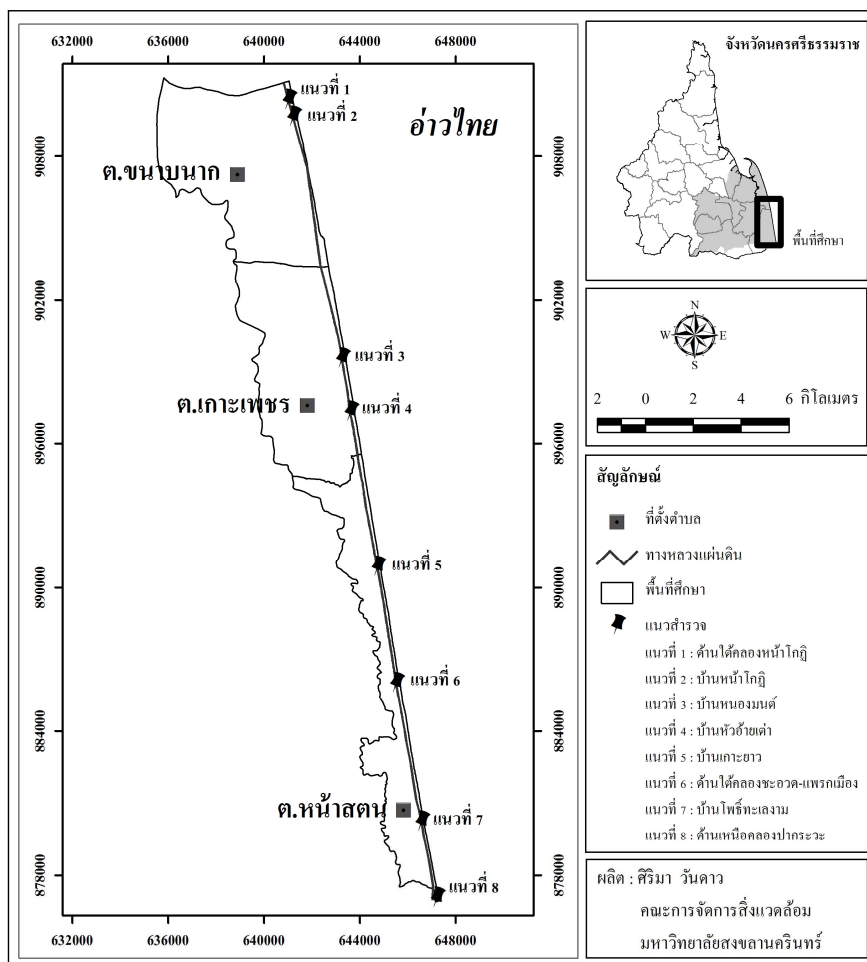 632000 636000 640000 644000 648000
จังหวัดนครศรีธรรมราช
แนวที่ 1
แนวที่ 2
อ่าวไทย
908000 908000
ต.ขนาบนาก
พื้นที่ศึกษา
902000 902000
N
W E
S
แนวที่ 3
2 0 2 4 6 กิโลเมตร
ต.เกาะเพชร
แนวที่ 4
896000 896000
สัญลักษณ์
ที่ตั้งตำบล
ทางหลวงแผ่นดิน
แนวที่ 5
890000 890000
พื้นที่ศึกษา
แนวสำรวจ
แนวที่ 1 : ด้านใต้คลองหน้าโกฏิ
แนวที่ 6
แนวที่ 2 : บ้านหน้าโกฏิ
แนวที่ 3 : บ้านหนองมนต์
884000 884000
แนวที่ 4 : บ้านหัวอ้ายเต่า
แนวที่ 5 : บ้านเกาะยาว
แนวที่ 6 : ด้านใต้คลองชะอวด-แพรกเมือง
ต.หน้าสตน
แนวที่ 7 : บ้านโพธิ์ทะเลงาม
แนวที่ 7
แนวที่ 8 : ด้านเหนือคลองปากระวะ
878000 878000
แนวที่ 8
ผลิต : ศิริมา วันดาว
คณะการจัดการสิ่งแวดล้อม
มหาวิทยาลัยสงขลานครินทร์
632000 636000 640000 644000 648000